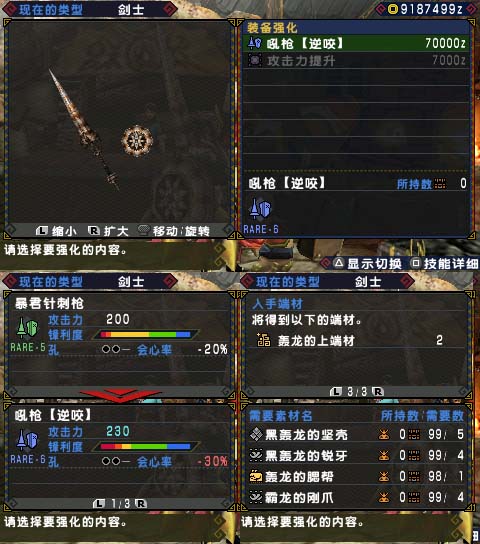 现在的类型 剑士
缩小 扩大 移动/旋转
请选择要强化的内容。
9187499z
装备强化
吼枪【逆咬】 70000z
攻击力提升 7000z
吼枪【逆咬】 所持数 0
RARE-6
显示切换 技能详细
现在的类型 剑士
暴君针刺枪
攻击力 200
锋利度
RARE-5 孔 ○○— 会心率 -20%
吼枪【逆咬】
攻击力 230
锋利度
RARE-6 孔 ○○— 会心率 -30%
L 1/3 R
请选择要强化的内容。
现在的类型 剑士
入手端材
将得到以下的端材。
轰龙的上端材 2
L 3/3 R
需要素材名 所持数/需要数
黑轰龙的坚壳 0 99/ 5
黑轰龙的锐牙 0 99/ 4
轰龙的腮帮 0 98/ 1
霸龙的刚爪 0 99/ 4
请选择要强化的内容。